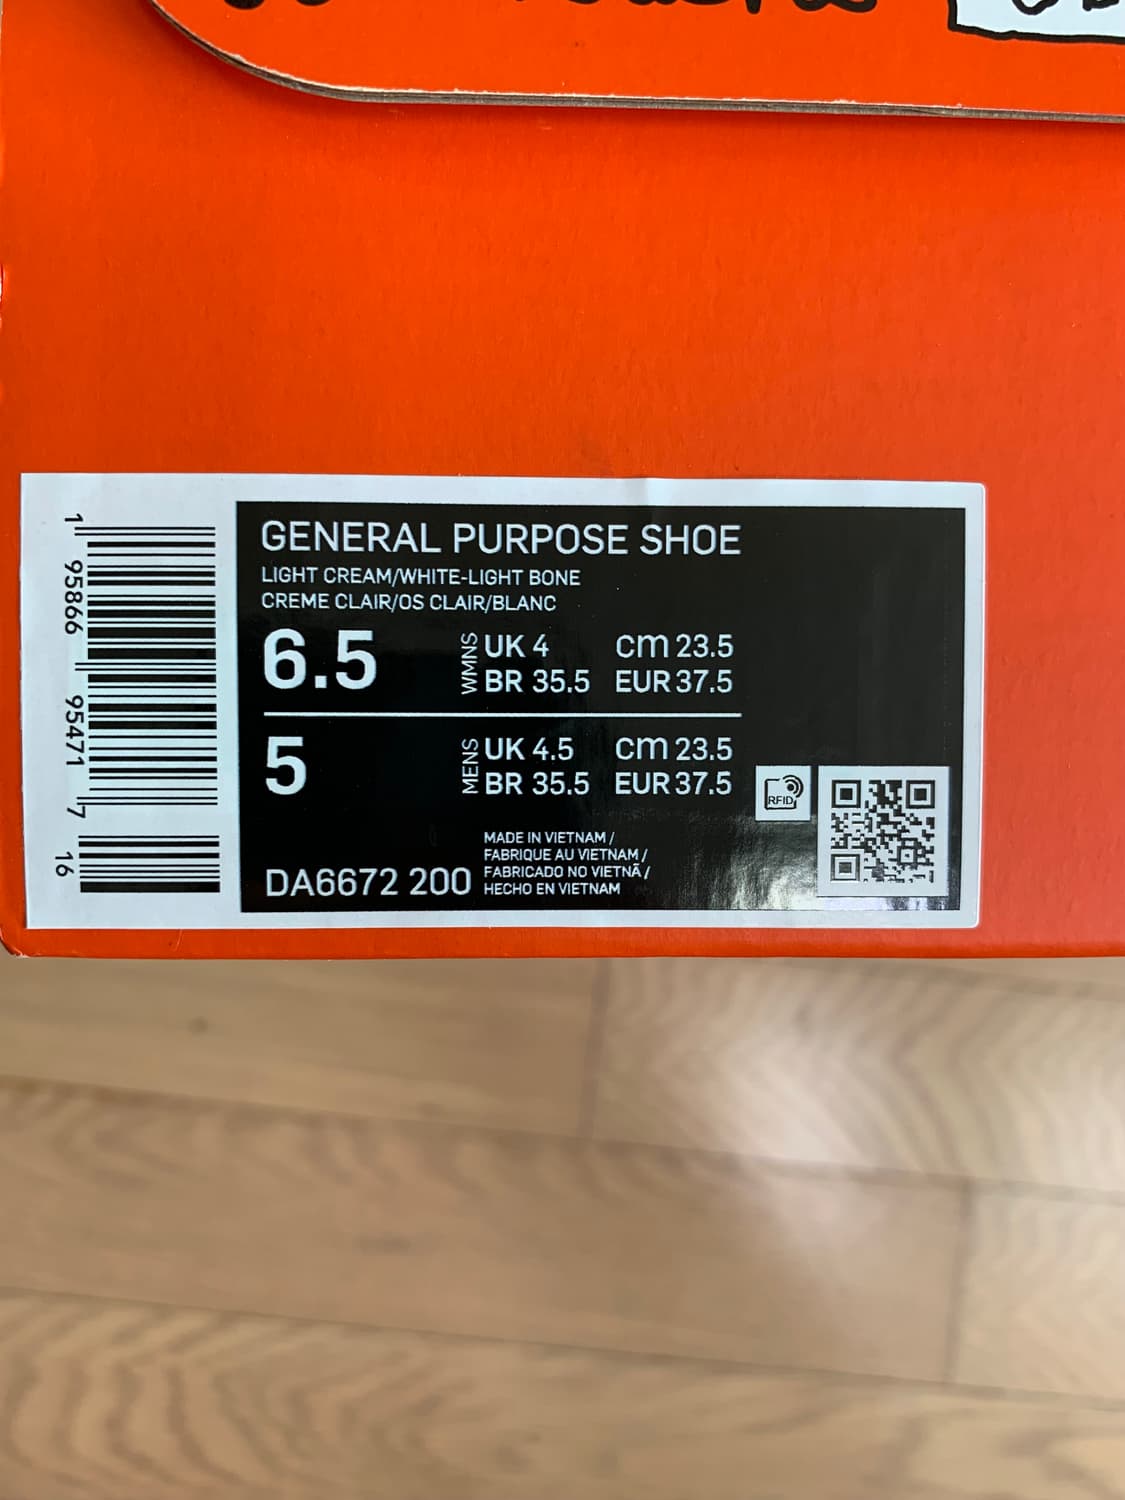 GENERAL PURPOSE SHOE
LIGHT CREAM/WHITE-LIGHT BONE
CREME CLAIR/OS CLAIR/BLANC
6.5 WMNS UK 4 cm 23.5
BR 35.5 EUR 37.5
5 MENS UK 4.5 cm 23.5
BR 35.5 EUR 37.5
RFID
MADE IN VIETNAM /
FABRIQUE AU VIETNAM /
FABRICADO NO VIETNÃ /
HECHO EN VIETNAM
DA6672 200
1 95866 95471 7
16